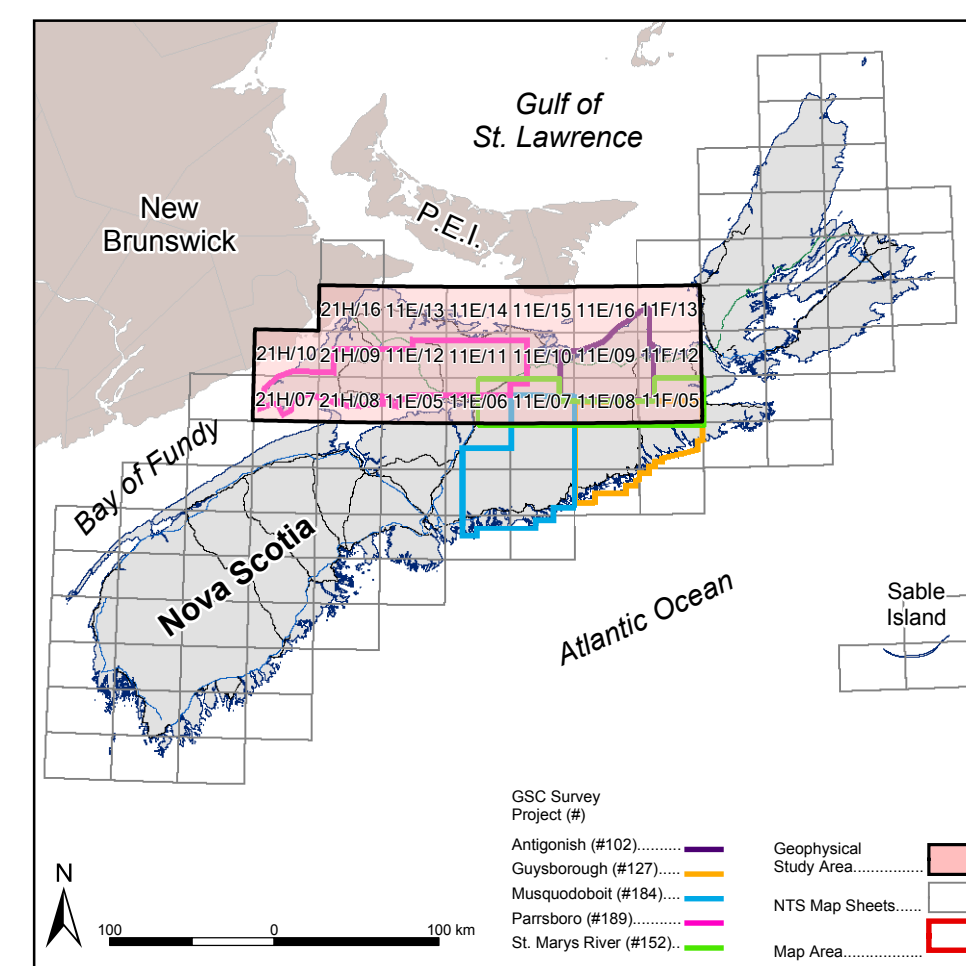 Gulf of
St. Lawrence
New
Brunswick
P.E.I.
21H/16 11E/13 11E/14 11E/15 11E/16 11F/13
21H/10 21H/09 11E/12 11E/11 11E/10 11E/09 11F/12
21H/07 21H/08 11E/05 11E/06 11E/07 11E/08 11F/05
Bay of Fundy
Nova Scotia
Atlantic Ocean
Sable
Island
GSC Survey
Project (#)
Antigonish (#102)..........
Guysborough (#127).....
Musquodoboit (#184)....
Parrsboro (#189)...........
St. Marys River (#152)..
Geophysical
Study Area................
NTS Map Sheets......
Map Area..................
N
100 0 100 km